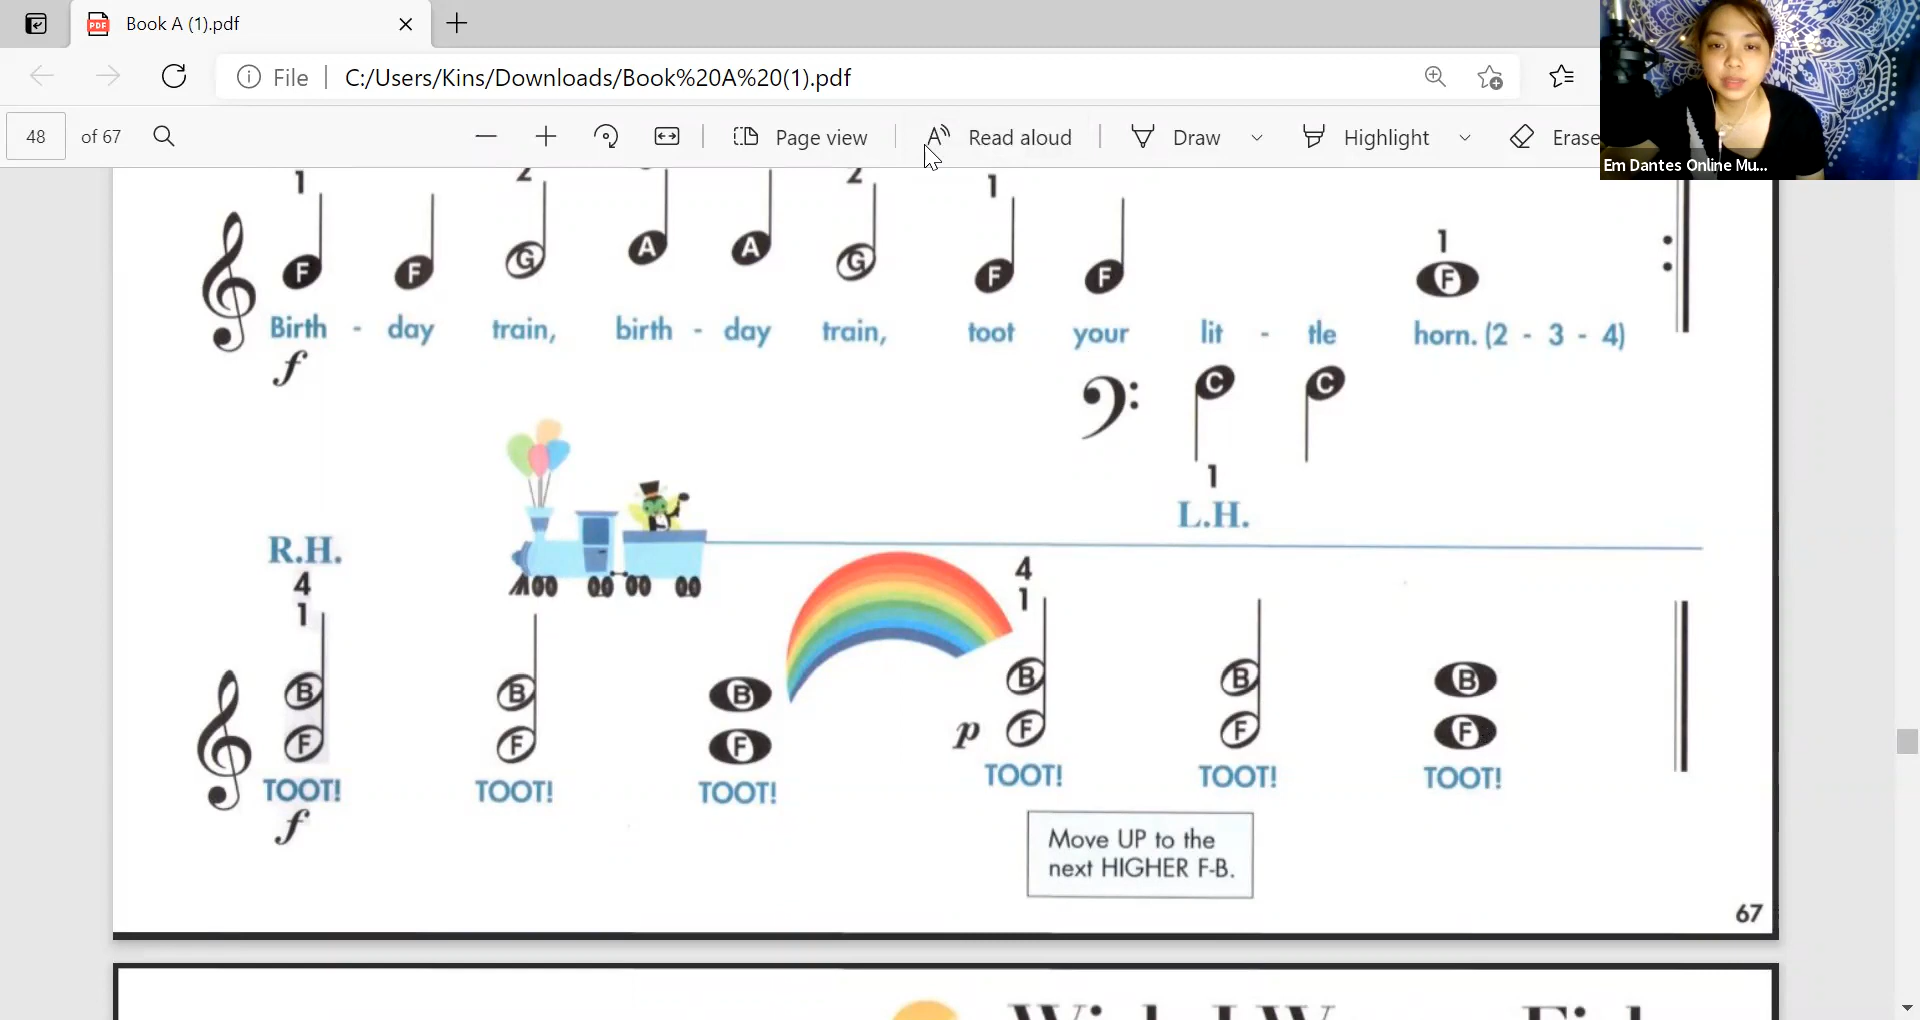 Book A (1).pdf
File | C:/Users/Kins/Downloads/Book%20A%20(1).pdf
48 of 67 Page view Read aloud Draw Highlight Erase
Em Dantes Online Mu...
1 2 2 1 1
F F G A A G F F F
Birth - day train, birth - day train, toot your lit - tle horn. (2 - 3 - 4)
f
C C
1
L.H.
R.H.
4 4
1 1
B B B B B B
F F F p F F F
TOOT! TOOT! TOOT! TOOT! TOOT! TOOT!
f
Move UP to the
next HIGHER F-B.
67